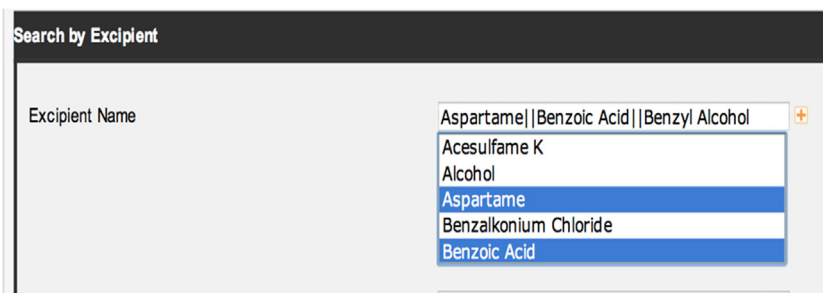 Search by Excipient
Excipient Name
Aspartame||Benzoic Acid||Benzyl Alcohol
Acesulfame K
Alcohol
Aspartame
Benzalkonium Chloride
Benzoic Acid